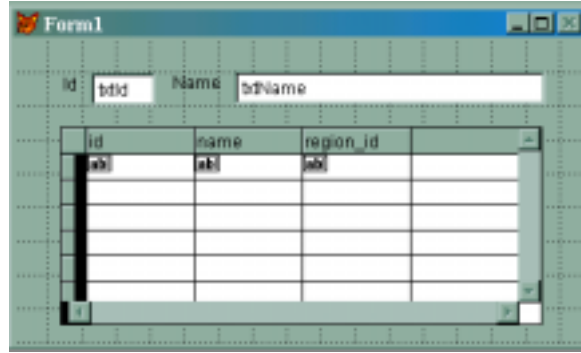 Form1
Id txtId Name txtName
id name region_id
ab ab ab